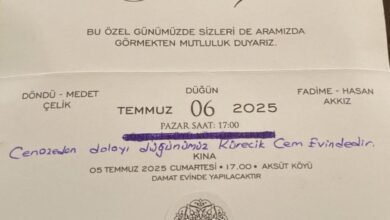 BU ÖZEL GÜNÜMÜZDE SİZLERİ DE ARAMIZDA
GÖRMEKTEN MUTLULUK DUYARIZ.
DÖNDÜ - MEDET
ÇELİK
DÜĞÜN
TEMMUZ 06 2025
PAZAR SAAT: 17:00
FADİME - HASAN
AKKIZ
Cenazeden dolayı düğünümüz Kürecik Cem Evindedir.
KINA
05 TEMMUZ 2025 CUMARTESİ • 17.00 • AKSÜT KÖYÜ
DAMAT EVİNDE YAPILACAKTIR